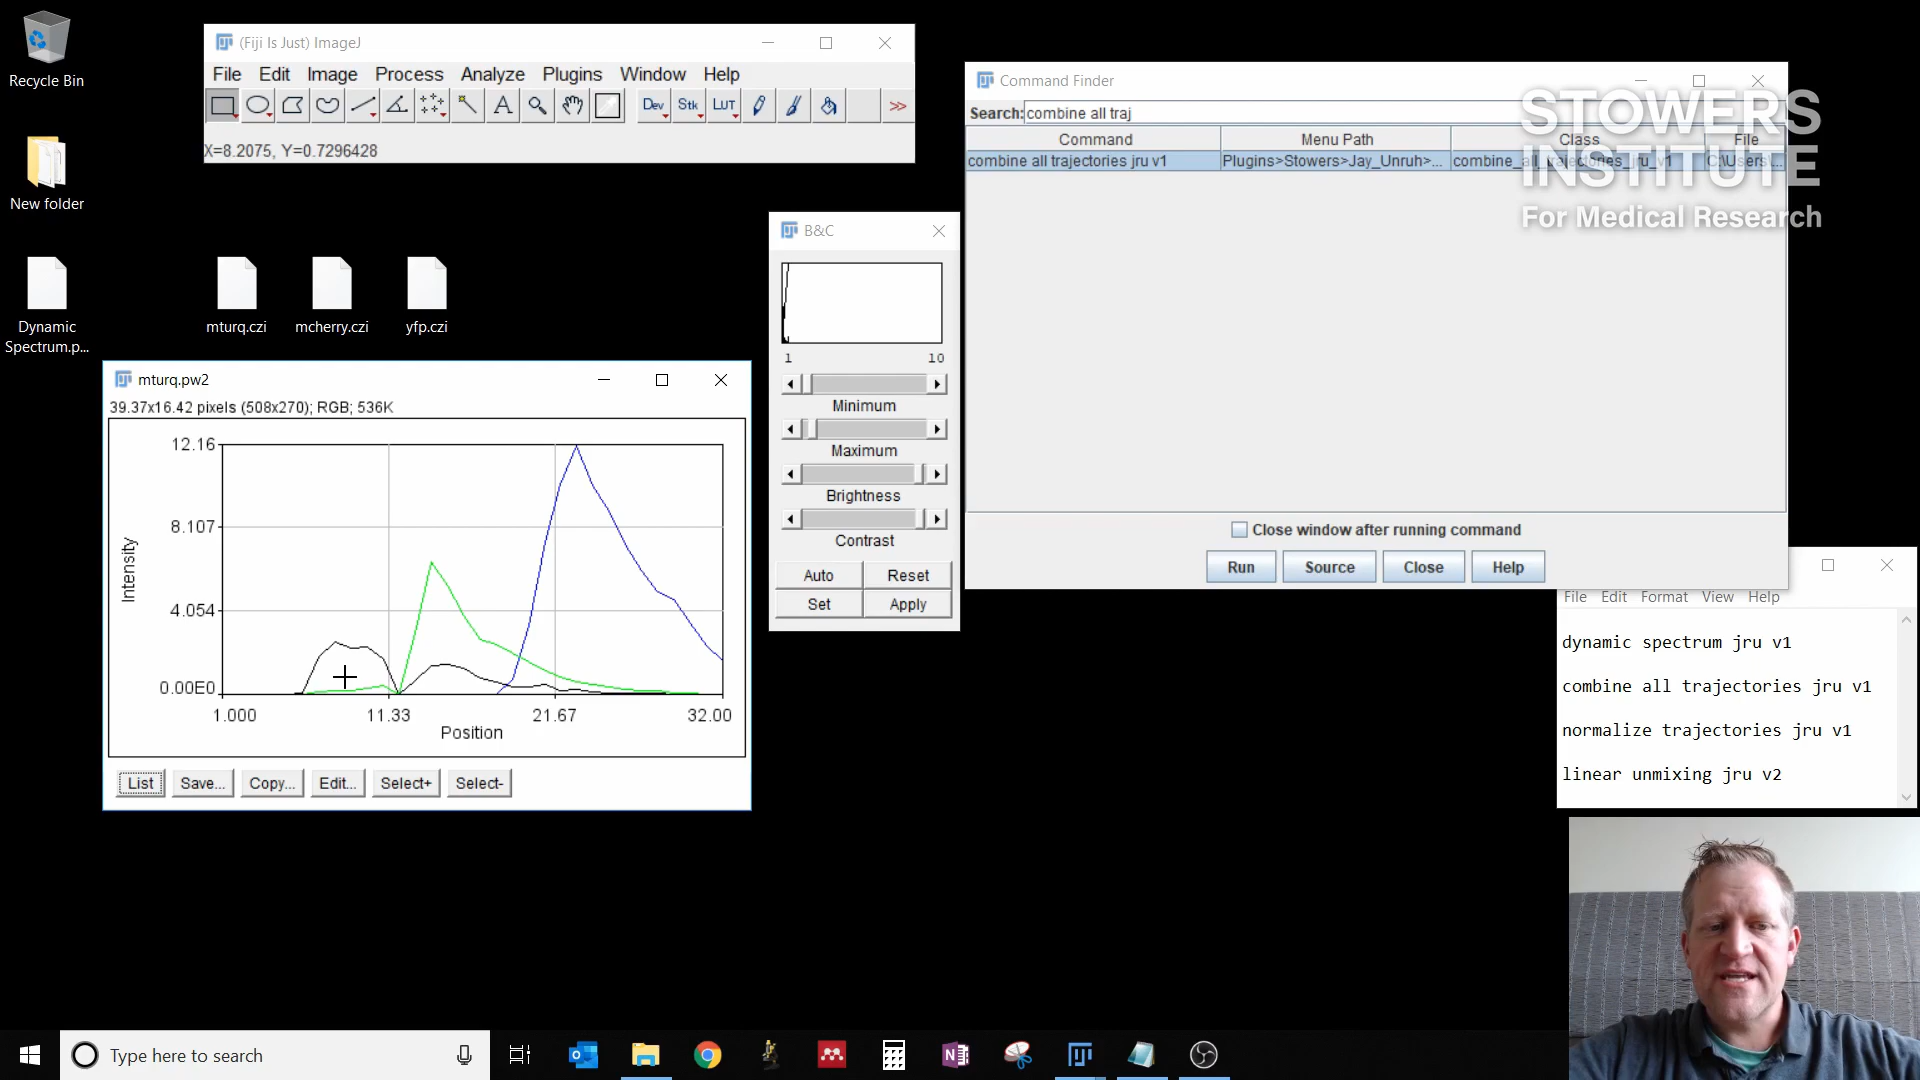 Recycle Bin
New folder
Dynamic
Spectrum.p...
mturq.czi
mcherry.czi
yfp.czi
(Fiji Is Just) ImageJ
File Edit Image Process Analyze Plugins Window Help
A Dev Stk LUT >>
X=8.2075, Y=0.7296428
mturq.pw2
39.37x16.42 pixels (508x270); RGB; 536K
12.16
8.107
4.054
0.00E0
Intensity
1.000 11.33 21.67 32.00
Position
List Save... Copy... Edit... Select+ Select-
B&C
1 10
Minimum
Maximum
Brightness
Contrast
Auto Reset
Set Apply
Command Finder
Search: combine all traj
Command Menu Path Class File
combine all trajectories jru v1 Plugins>Stowers>Jay_Unruh>... combine_all_trajectories_jru_v1 C:\Users\...
Close window after running command
Run Source Close Help
STOWERS
INSTITUTE
For Medical Research
File Edit Format View Help
dynamic spectrum jru v1
combine all trajectories jru v1
normalize trajectories jru v1
linear unmixing jru v2
Type here to search